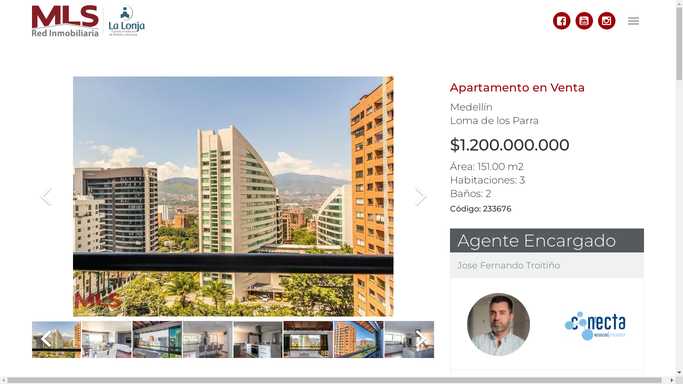 MLS
Red Inmobiliaria
La Lonja
Apartamento en Venta
Medellín
Loma de los Parra
$1.200.000.000
Área: 151.00 m2
Habitaciones: 3
Baños: 2
Código: 233676
Agente Encargado
Jose Fernando Troitiño
MLS
conecta